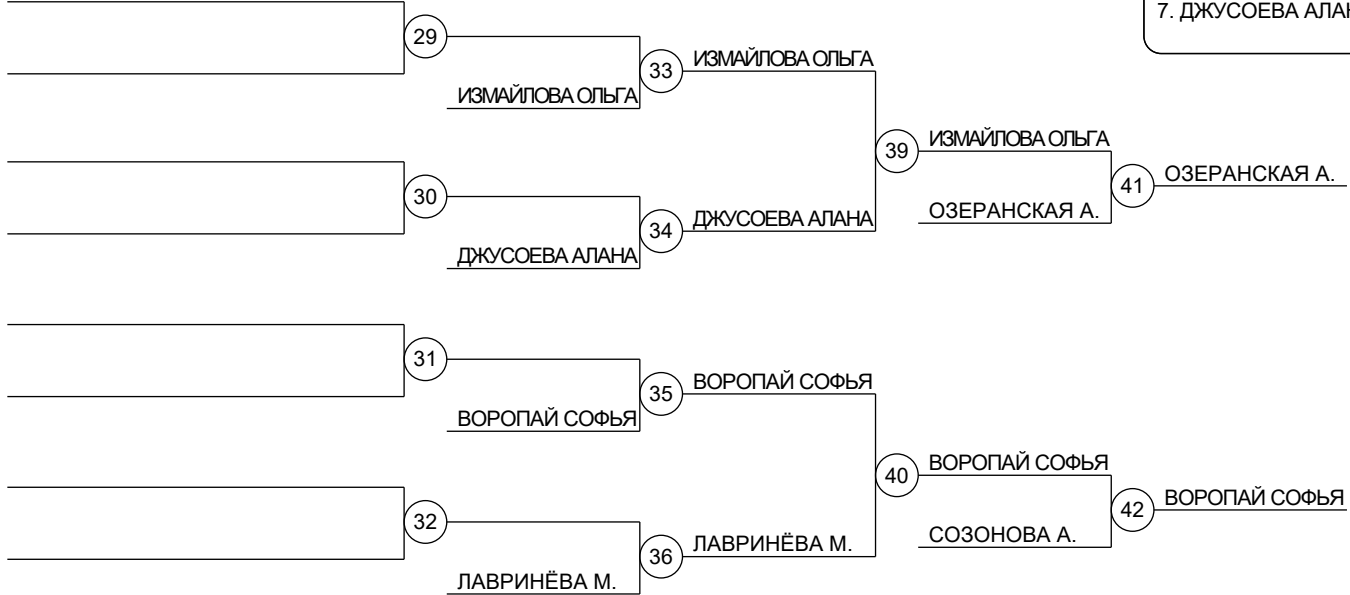 7. ДЖУСОЕВА
29
33
ИЗМАЙЛОВА ОЛЬГА
ИЗМАЙЛОВА ОЛЬГА
39
ИЗМАЙЛОВА ОЛЬГА
41
ОЗЕРАНСКАЯ А.
30
34
ДЖУСОЕВА АЛАНА
ОЗЕРАНСКАЯ А.
ДЖУСОЕВА АЛАНА
31
35
ВОРОПАЙ СОФЬЯ
ВОРОПАЙ СОФЬЯ
40
ВОРОПАЙ СОФЬЯ
42
ВОРОПАЙ СОФЬЯ
32
36
ЛАВРИНЁВА М.
СОЗОНОВА А.
ЛАВРИНЁВА М.